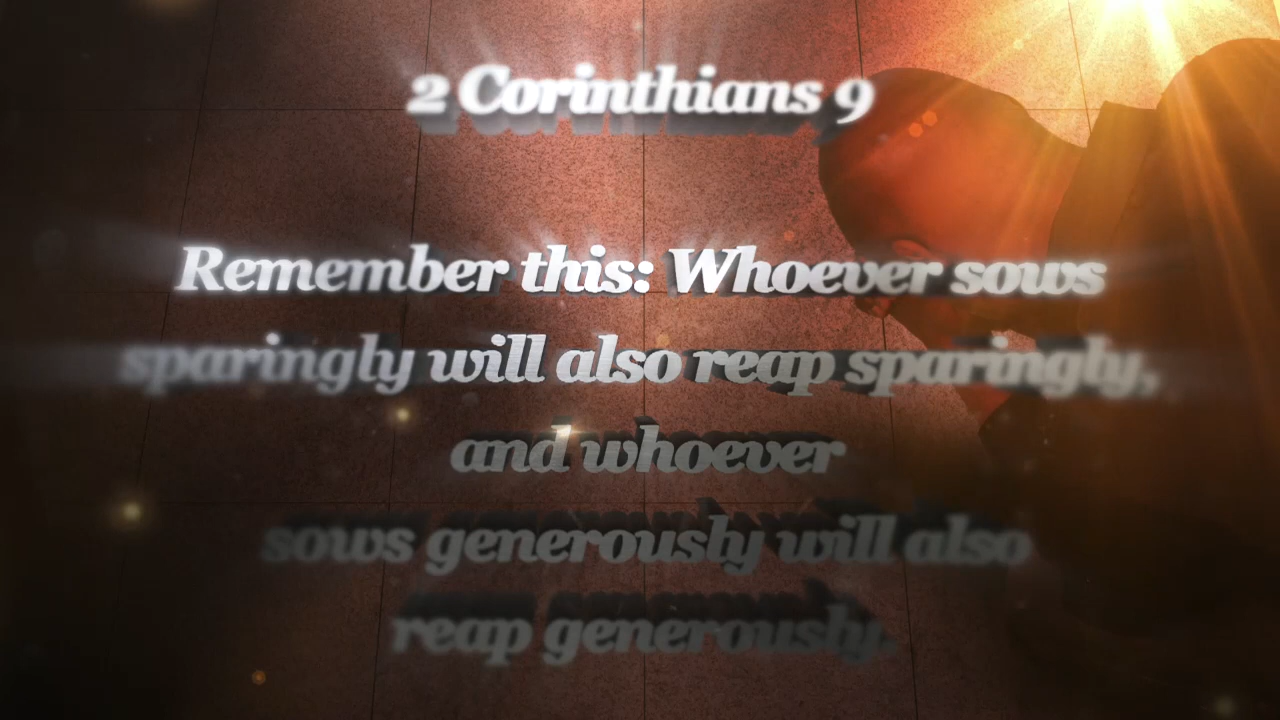 2 Corinthians 9
Remember this: Whoever sows
sparingly will also reap sparingly,
and whoever
sows generously will also
reap generously.